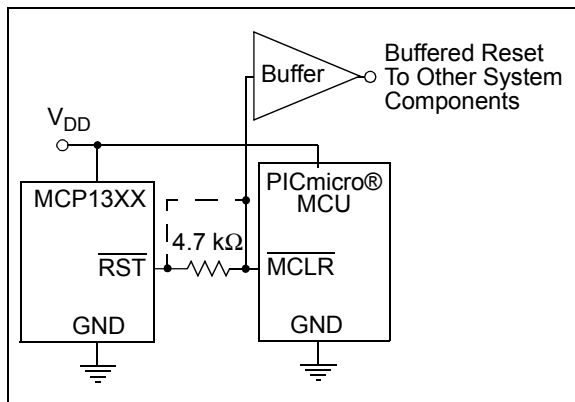 Buffered Reset
To Other System
Components
Buffer
VDD
MCP13XX
PICmicro®
MCU
4.7 kΩ
RST
MCLR
GND
GND